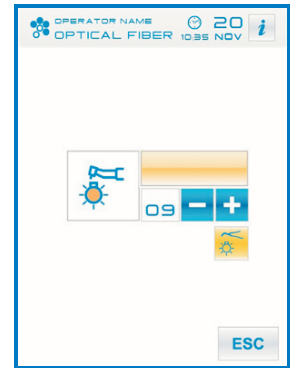 OPERATOR NAME
OPTICAL FIBER
10:35
20
NOV
i
09
− +
ESC